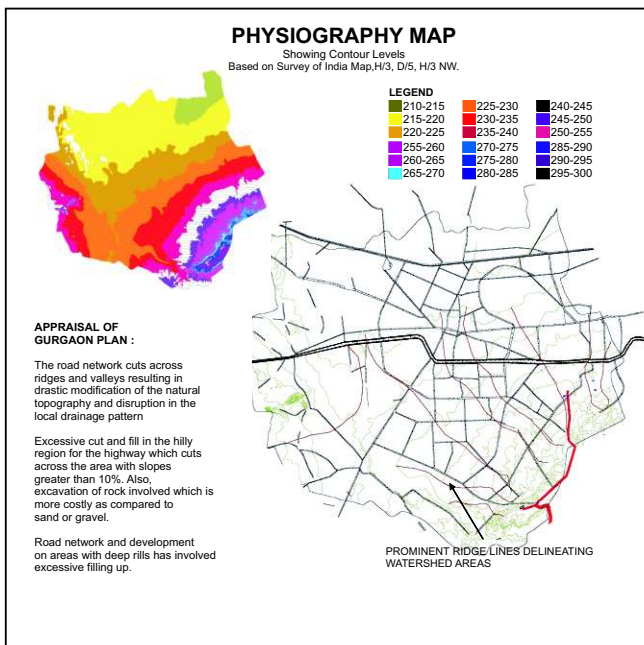 PHYSIOGRAPHY MAP
Showing Contour Levels
Based on Survey of India Map,H/3, D/5, H/3 NW.
LEGEND
210-215 225-230 240-245
215-220 230-235 245-250
220-225 235-240 250-255
255-260 270-275 285-290
260-265 275-280 290-295
265-270 280-285 295-300
APPRAISAL OF
GURGAON PLAN :
The road network cuts across
ridges and valleys resulting in
drastic modification of the natural
topography and disruption in the
local drainage pattern
Excessive cut and fill in the hilly
region for the highway which cuts
across the area with slopes
greater than 10%. Also,
excavation of rock involved which is
more costly as compared to
sand or gravel.
Road network and development
on areas with deep rills has involved
excessive filling up.
PROMINENT RIDGE/LINES DELINEATING
WATERSHED AREAS